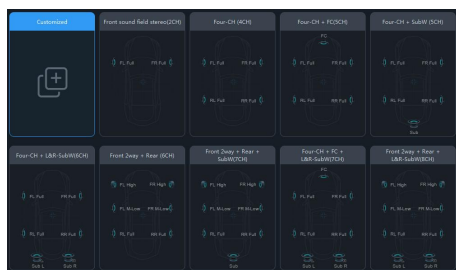 Customized
Front sound field stereo(2CH)
FL Full FR Full
Four-CH (4CH)
FL Full FR Full
RL Full RR Full
Four-CH + FC(5CH)
FC
FL Full FR Full
RL Full RR Full
Four-CH + SubW (5CH)
FL Full FR Full
RL Full RR Full
Sub
Four-CH + L&R-SubW(6CH)
FL Full FR Full
RL Full RR Full
Sub L Sub R
Front 2way + Rear (6CH)
FL High FR High
FL M-Low FR M-Low
RL Full RR Full
Front 2way + Rear +
SubW(7CH)
FL High FR High
FL M-Low FR M-Low
RL Full RR Full
Sub
Four-CH + FC +
L&R-SubW(7CH)
FC
FL Full FR Full
RL Full RR Full
Sub L Sub R
Front 2way + Rear +
L&R-SubW(8CH)
FL High FR High
FL M-Low FR M-Low
RL Full RR Full
Sub L Sub R